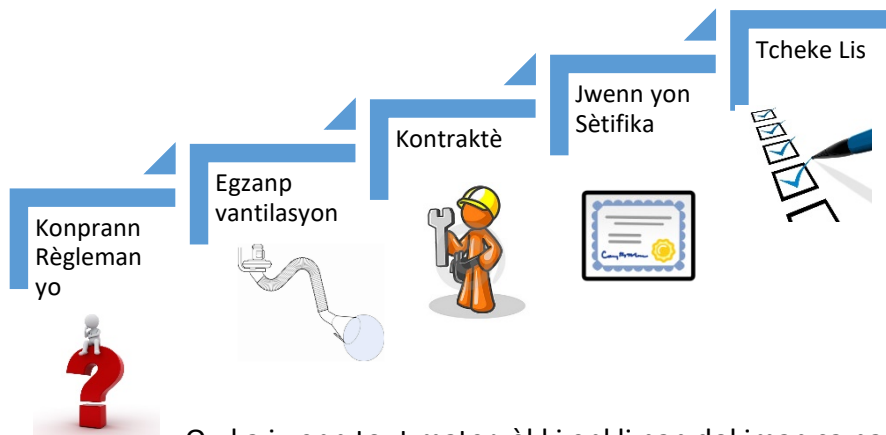 Konprann
Règleman
yo
Egzanp
vantilasyon
Kontraktè
Jwenn yon
Sètifika
Tcheke Lis